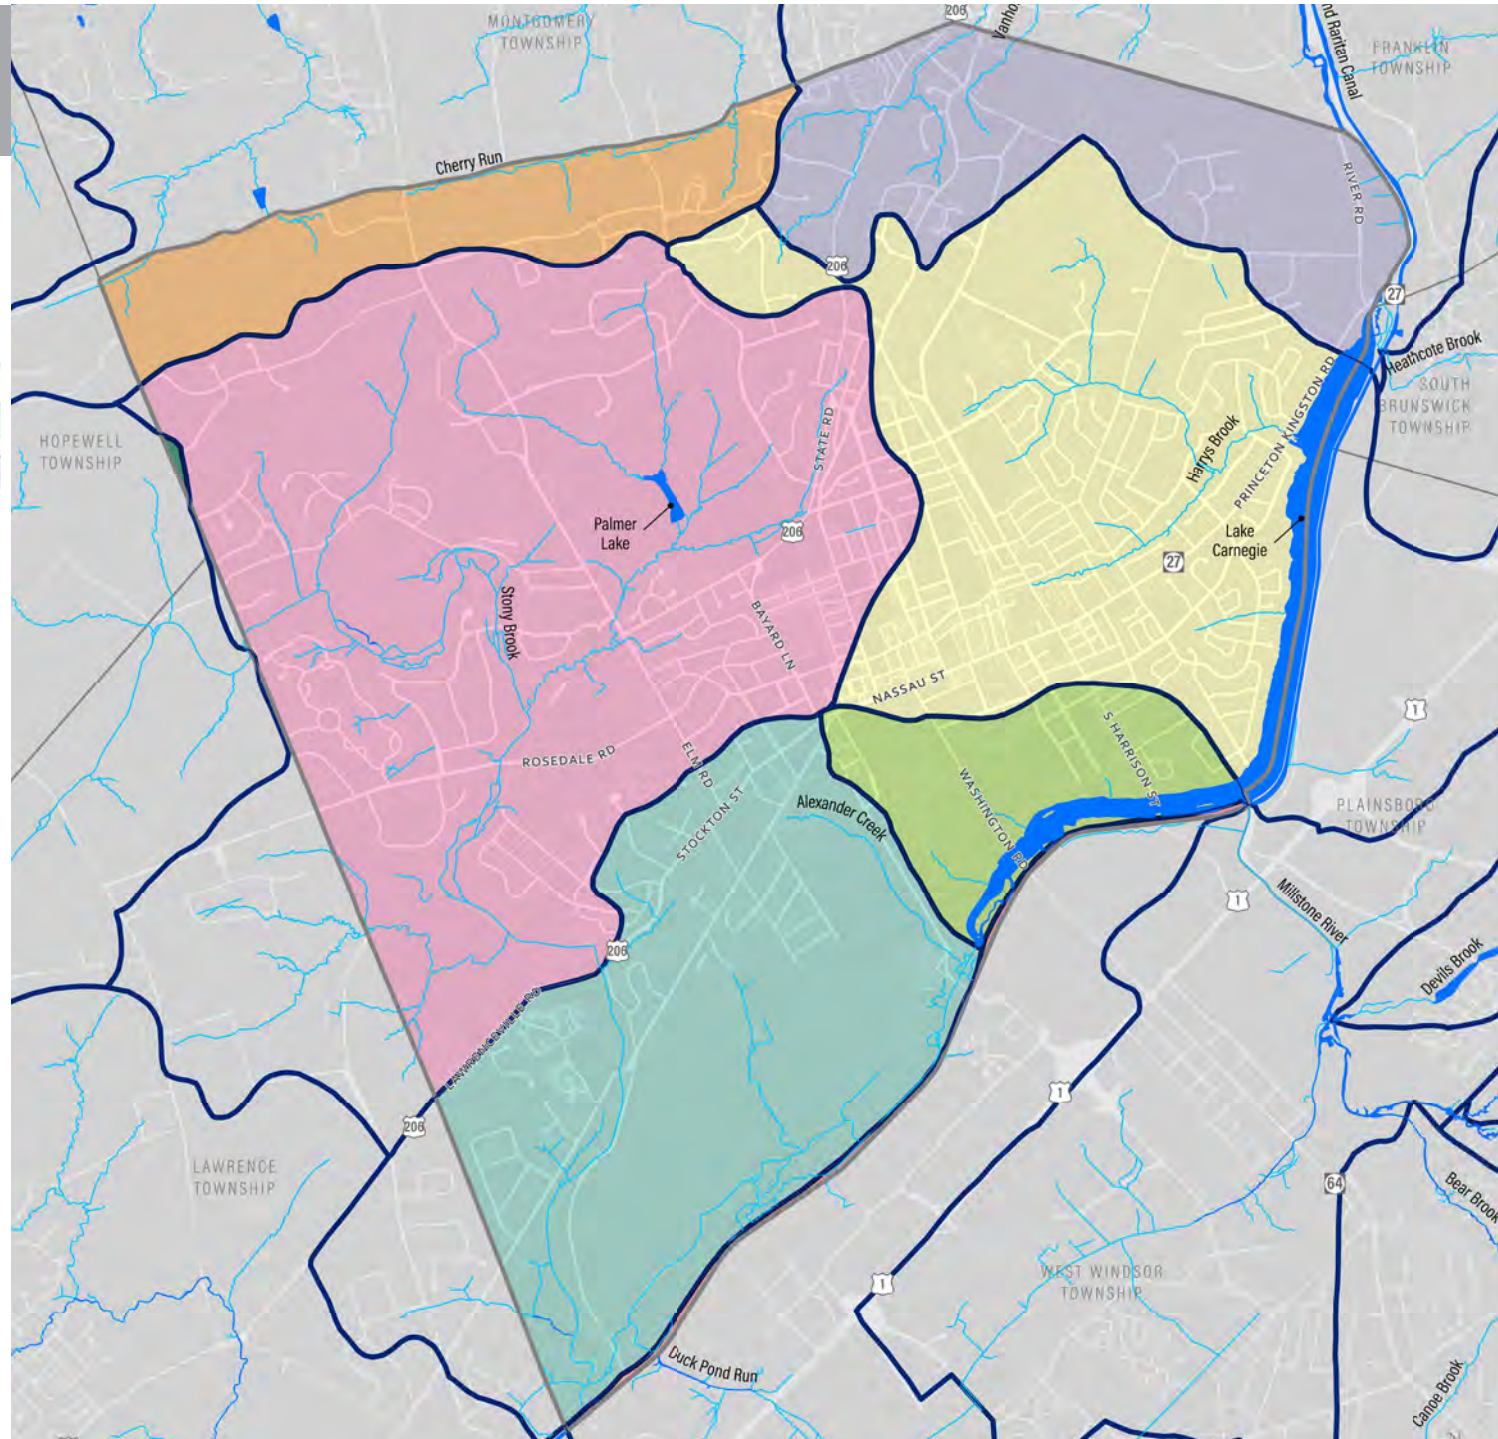 MONTGOMERY
TOWNSHIP
206
Vanho
nd Raritan Canal
FRANKLIN
TOWNSHIP
Cherry Run
RIVER RD
206
27
Heathcote Brook
SOUTH
BRUNSWICK
TOWNSHIP
HOPEWELL
TOWNSHIP
STATE RD
Harrys Brook
PRINCETON KINGSTON RD
Palmer
Lake
206
Lake
Carnegie
27
Stony Brook
BAYARD LN
NASSAU ST
1
ROSEDALE RD
ELM RD
S HARRISON ST
STOCKTON ST
Alexander Creek
WASHINGTON RD
PLAINSBORO
TOWNSHIP
1
Millstone River
206
Devils Brook
LAWRENCEVILLE RD
1
206
LAWRENCE
TOWNSHIP
64
Bear Brook
WEST WINDSOR
TOWNSHIP
1
Duck Pond Run
Canoe Brook